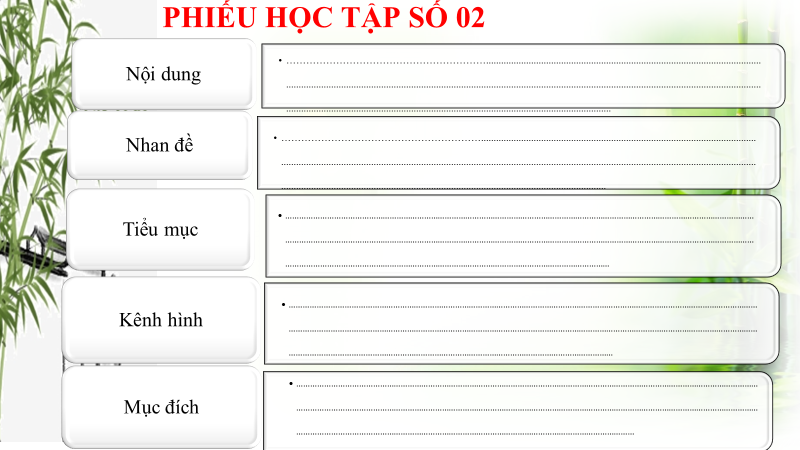 PHIẾU HỌC TẬP SỐ 02
Nội dung
Nhan đề
Tiểu mục
Kênh hình
Mục đích